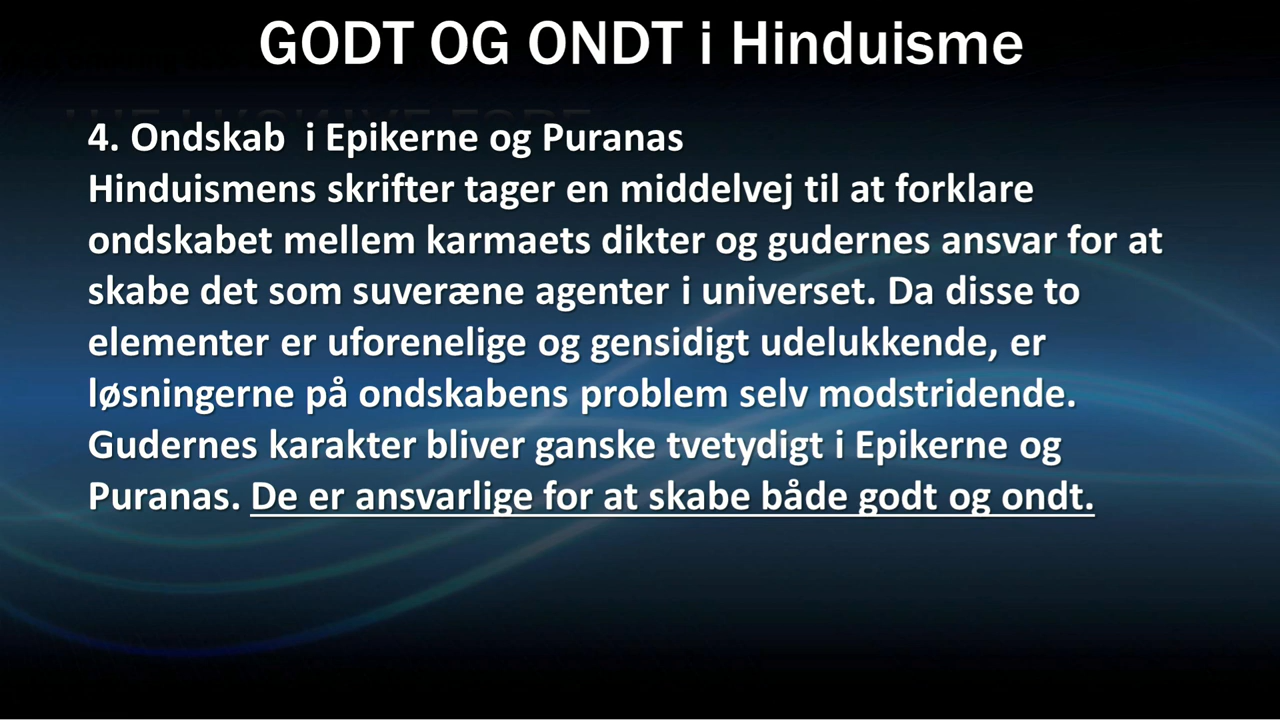 GODT OG ONDT i Hinduisme
4. Ondskab i Epikerne og Puranas
Hinduismens skrifter tager en middelvej til at forklare
ondskabet mellem karmaets dikter og gudernes ansvar for at
skabe det som suveræne agenter i universet. Da disse to
elementer er uforenelige og gensidigt udelukkende, er
løsningerne på ondskabens problem selv modstridende.
Gudernes karakter bliver ganske tvetydigt i Epikerne og
Puranas. De er ansvarlige for at skabe både godt og ondt.